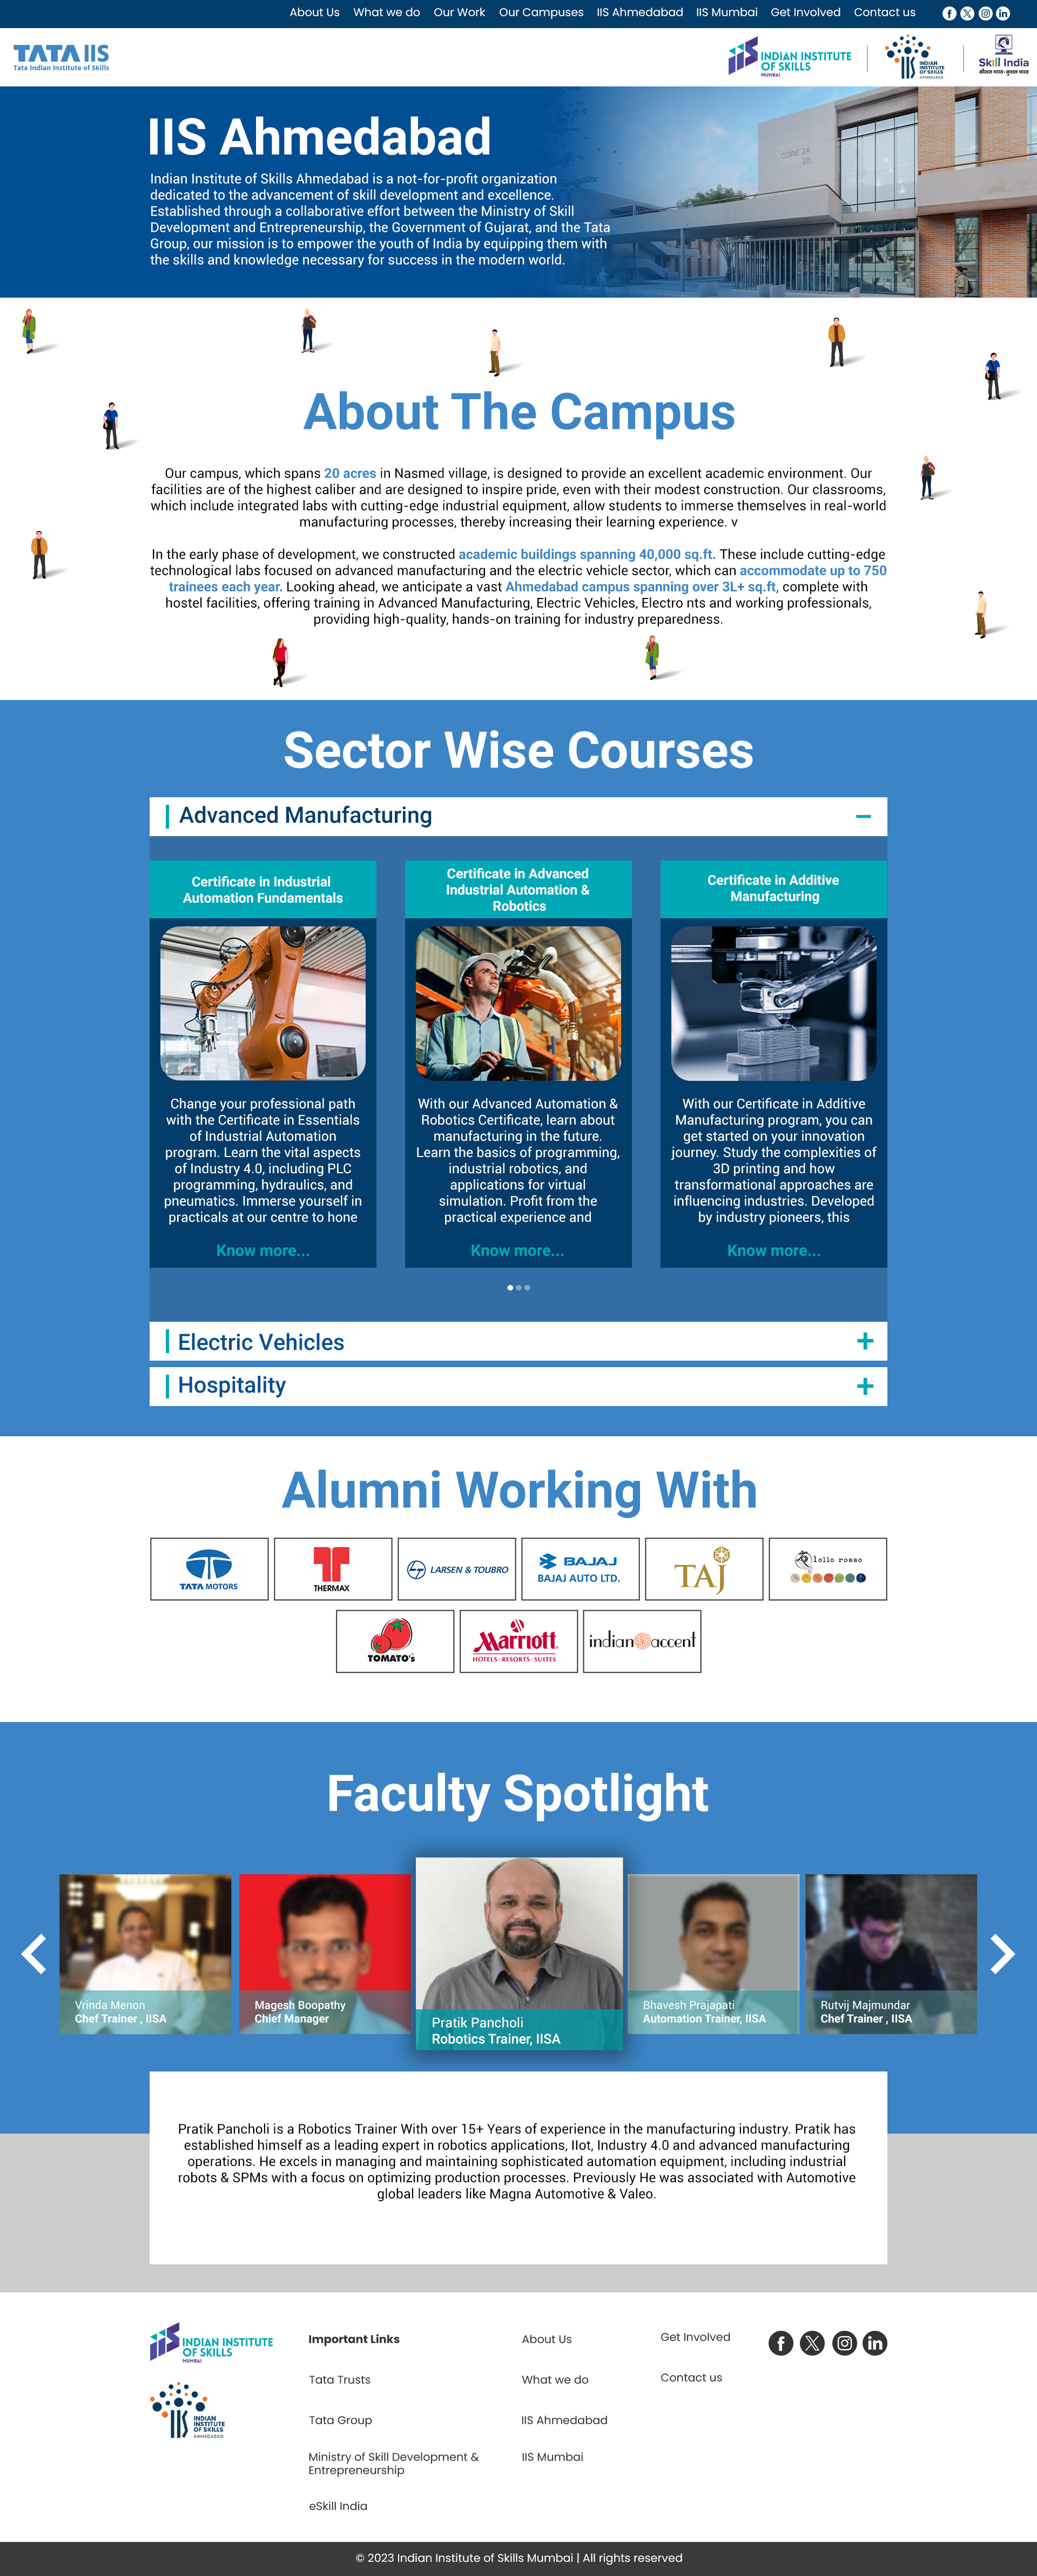 About Us What we do Our Work Our Campuses IIS Ahmedabad IIS Mumbai Get Involved Contact us
TATA IIS
Tata Indian Institute of Skills
INDIAN INSTITUTE
OF SKILLS
MUMBAI
INDIAN
INSTITUTE
OF SKILLS
AHMEDABAD
Skill India
कौशल भारत - कुशल भारत
IIS Ahmedabad
Indian Institute of Skills Ahmedabad is a not-for-profit organization
dedicated to the advancement of skill development and excellence.
Established through a collaborative effort between the Ministry of Skill
Development and Entrepreneurship, the Government of Gujarat, and the Tata
Group, our mission is to empower the youth of India by equipping them with
the skills and knowledge necessary for success in the modern world.
CORE 2A
2B
About The Campus
Our campus, which spans 20 acres in Nasmed village, is designed to provide an excellent academic environment. Our
facilities are of the highest caliber and are designed to inspire pride, even with their modest construction. Our classrooms,
which include integrated labs with cutting-edge industrial equipment, allow students to immerse themselves in real-world
manufacturing processes, thereby increasing their learning experience. v
In the early phase of development, we constructed academic buildings spanning 40,000 sq.ft. These include cutting-edge
technological labs focused on advanced manufacturing and the electric vehicle sector, which can accommodate up to 750
trainees each year. Looking ahead, we anticipate a vast Ahmedabad campus spanning over 3L+ sq.ft, complete with
hostel facilities, offering training in Advanced Manufacturing, Electric Vehicles, Electro nts and working professionals,
providing high-quality, hands-on training for industry preparedness.
Sector Wise Courses
Advanced Manufacturing
Certificate in Industrial
Automation Fundamentals
Change your professional path
with the Certificate in Essentials
of Industrial Automation
program. Learn the vital aspects
of Industry 4.0, including PLC
programming, hydraulics, and
pneumatics. Immerse yourself in
practicals at our centre to hone
Know more...
Certificate in Advanced
Industrial Automation &
Robotics
With our Advanced Automation &
Robotics Certificate, learn about
manufacturing in the future.
Learn the basics of programming,
industrial robotics, and
applications for virtual
simulation. Profit from the
practical experience and
Know more...
Certificate in Additive
Manufacturing
With our Certificate in Additive
Manufacturing program, you can
get started on your innovation
journey. Study the complexities of
3D printing and how
transformational approaches are
influencing industries. Developed
by industry pioneers, this
Know more...
Electric Vehicles
Hospitality
Alumni Working With
TATA MOTORS
THERMAX
LARSEN & TOUBRO
BAJAJ
BAJAJ AUTO LTD.
TAJ
lollo rosso
TOMATO's
Marriott
HOTELS · RESORTS · SUITES
indian accent
Faculty Spotlight
Vrinda Menon
Chef Trainer , IISA
Magesh Boopathy
Chief Manager
Pratik Pancholi
Robotics Trainer, IISA
Bhavesh Prajapati
Automation Trainer, IISA
Rutvij Majmundar
Chef Trainer , IISA
Pratik Pancholi is a Robotics Trainer With over 15+ Years of experience in the manufacturing industry. Pratik has
established himself as a leading expert in robotics applications, IIot, Industry 4.0 and advanced manufacturing
operations. He excels in managing and maintaining sophisticated automation equipment, including industrial
robots & SPMs with a focus on optimizing production processes. Previously He was associated with Automotive
global leaders like Magna Automotive & Valeo.
INDIAN INSTITUTE
OF SKILLS
MUMBAI
INDIAN
INSTITUTE
OF SKILLS
AHMEDABAD
Important Links
Tata Trusts
Tata Group
Ministry of Skill Development &
Entrepreneurship
eSkill India
About Us
What we do
IIS Ahmedabad
IIS Mumbai
Get Involved
Contact us
© 2023 Indian Institute of Skills Mumbai | All rights reserved